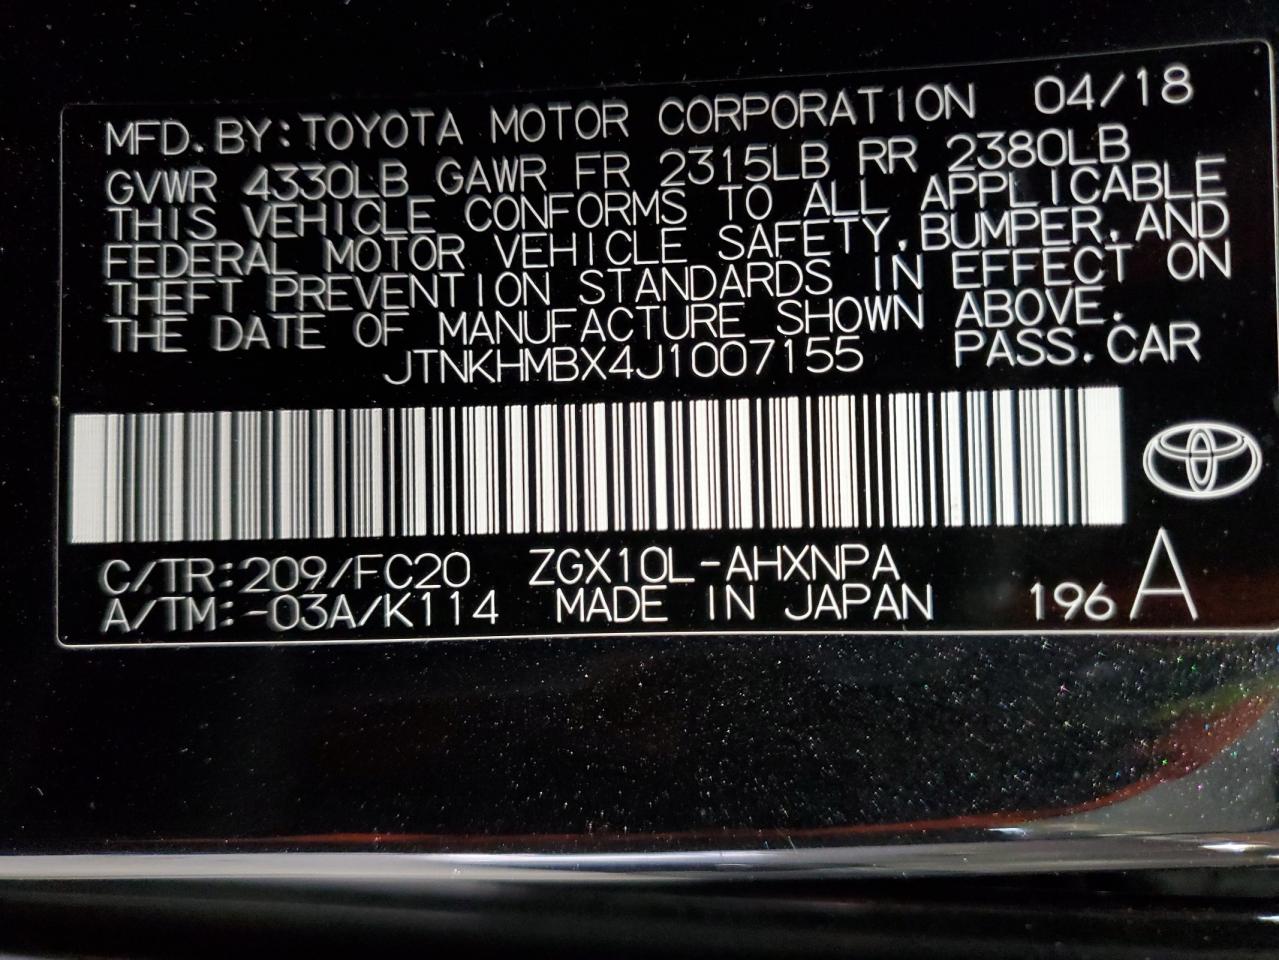 MFD. BY: TOYOTA MOTOR CORPORATION 04/18
GVWR 4330LB GAWR FR 2315LB RR 2380LB
THIS VEHICLE CONFORMS TO ALL APPLICABLE
FEDERAL MOTOR VEHICLE SAFETY, BUMPER, AND
THEFT PREVENTION STANDARDS IN EFFECT ON
THE DATE OF MANUFACTURE SHOWN ABOVE.
JTNKHMBX4J1007155 PASS. CAR
C/TR: 209/FC20 ZGX10L-AHXNPA
A/TM: -03A/K114 MADE IN JAPAN 196 A